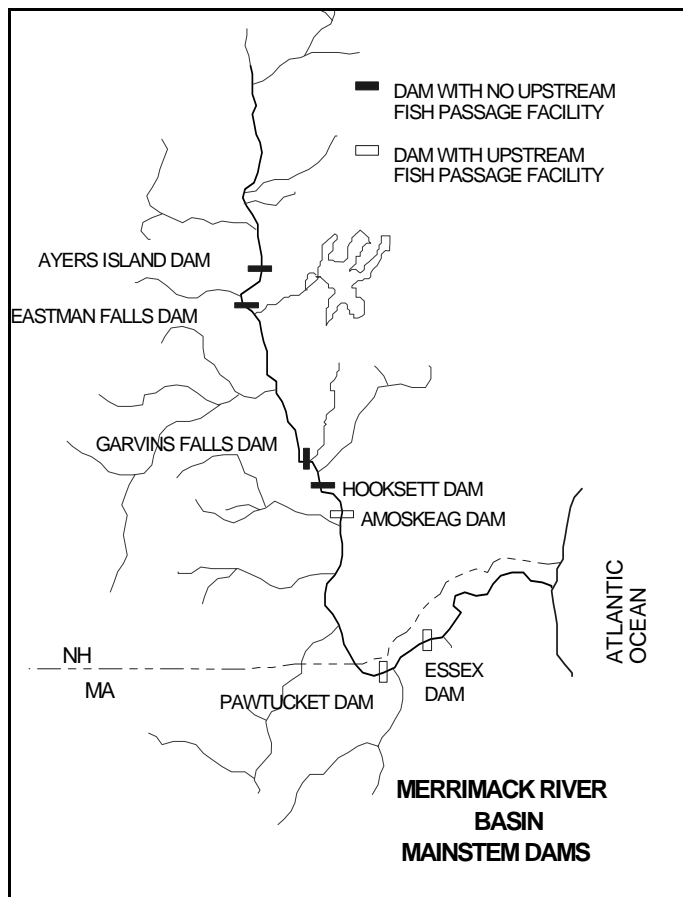 DAM WITH NO UPSTREAM
FISH PASSAGE FACILITY
DAM WITH UPSTREAM
FISH PASSAGE FACILITY
AYERS ISLAND DAM
EASTMAN FALLS DAM
GARVINS FALLS DAM
HOOKSETT DAM
AMOSKEAG DAM
ATLANTIC
OCEAN
NH
MA
ESSEX
DAM
PAWTUCKET DAM
MERRIMACK RIVER
BASIN
MAINSTEM DAMS